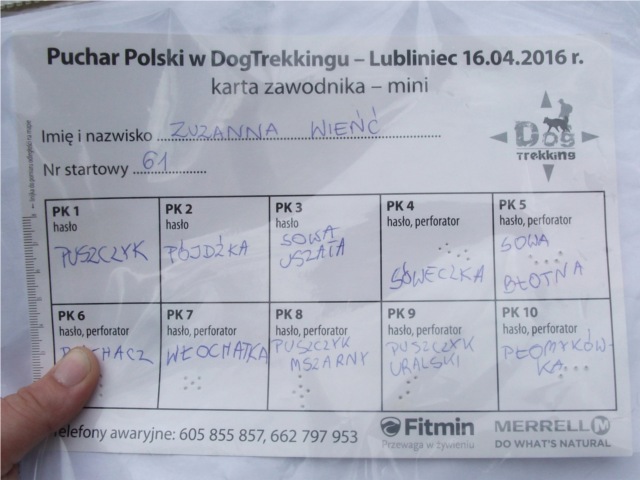 Puchar Polski w DogTrekkingu – Lubliniec 16.04.2016 r.
karta zawodnika – mini
Imię i nazwisko ZUZANNA WIEŃĆ
Nr startowy 61
Dog
Trekking
PK 1
hasło
PUSZCZYK
PK 2
hasło
PÓJDŹKA
PK 3
hasło
SOWA
USZATA
PK 4
hasło, perforator
SÓWECZKA
PK 5
hasło, perforator
SOWA
BŁOTNA
PK 6
hasło, perforator
PK 7
hasło, perforator
WŁOCHATKA
PK 8
hasło, perforator
PUSZCZYK
MSZARNY
PK 9
hasło, perforator
PUSZCZYK
URALSKI
PK 10
hasło, perforator
PŁOMYKÓW-
KA
telefony awaryjne: 605 855 857, 662 797 953
Fitmin
Przewaga w żywieniu
MERRELL
DO WHAT'S NATURAL